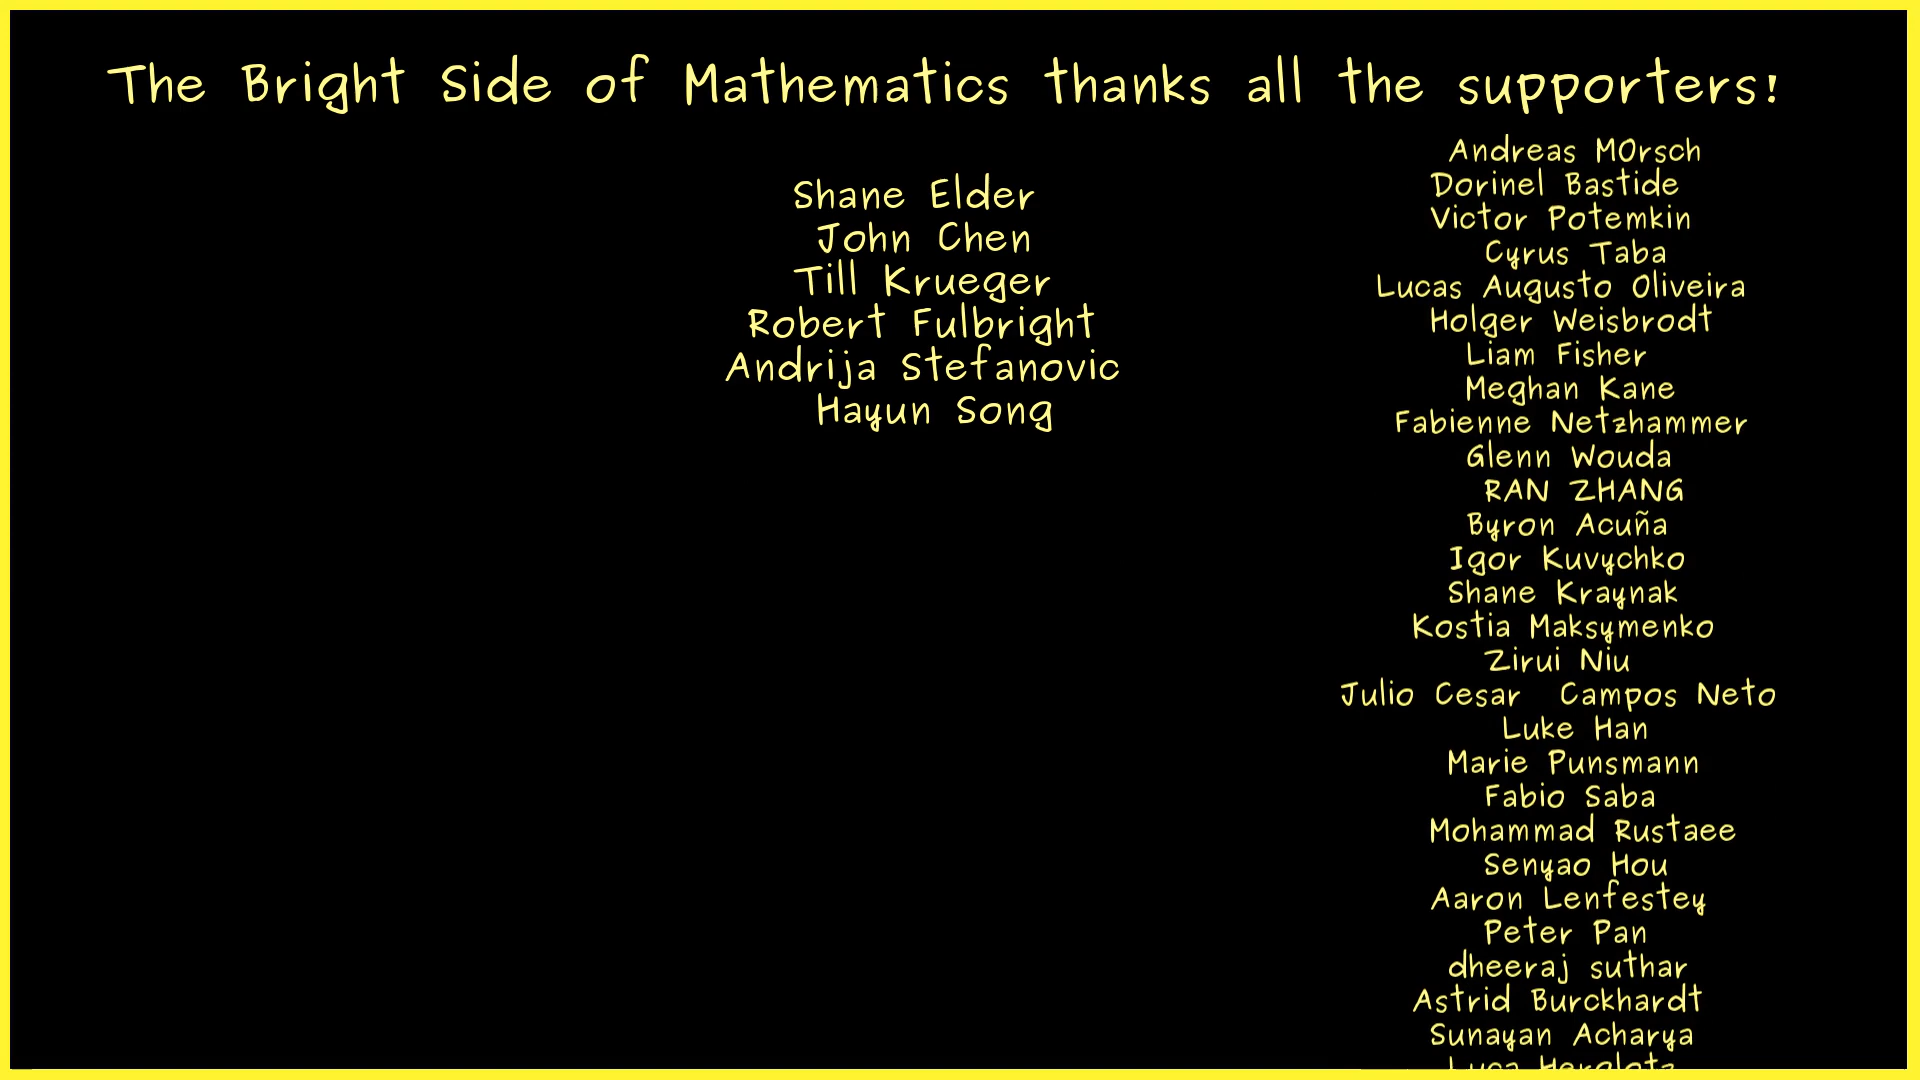 The Bright Side of Mathematics thanks all the supporters!
Shane Elder
John Chen
Till Krueger
Robert Fulbright
Andrija Stefanovic
Hayun Song
Andreas MOrsch
Dorinel Bastide
Victor Potemkin
Cyrus Taba
Lucas Augusto Oliveira
Holger Weisbrodt
Liam Fisher
Meghan Kane
Fabienne Netzhammer
Glenn Wouda
RAN ZHANG
Byron Acuña
Igor Kuvychko
Shane Kraynak
Kostia Maksymenko
Zirui Niu
Julio Cesar  Campos Neto
Luke Han
Marie Punsmann
Fabio Saba
Mohammad Rustaee
Senyao Hou
Aaron Lenfestey
Peter Pan
dheeraj suthar
Astrid Burckhardt
Sunayan Acharya
Luca